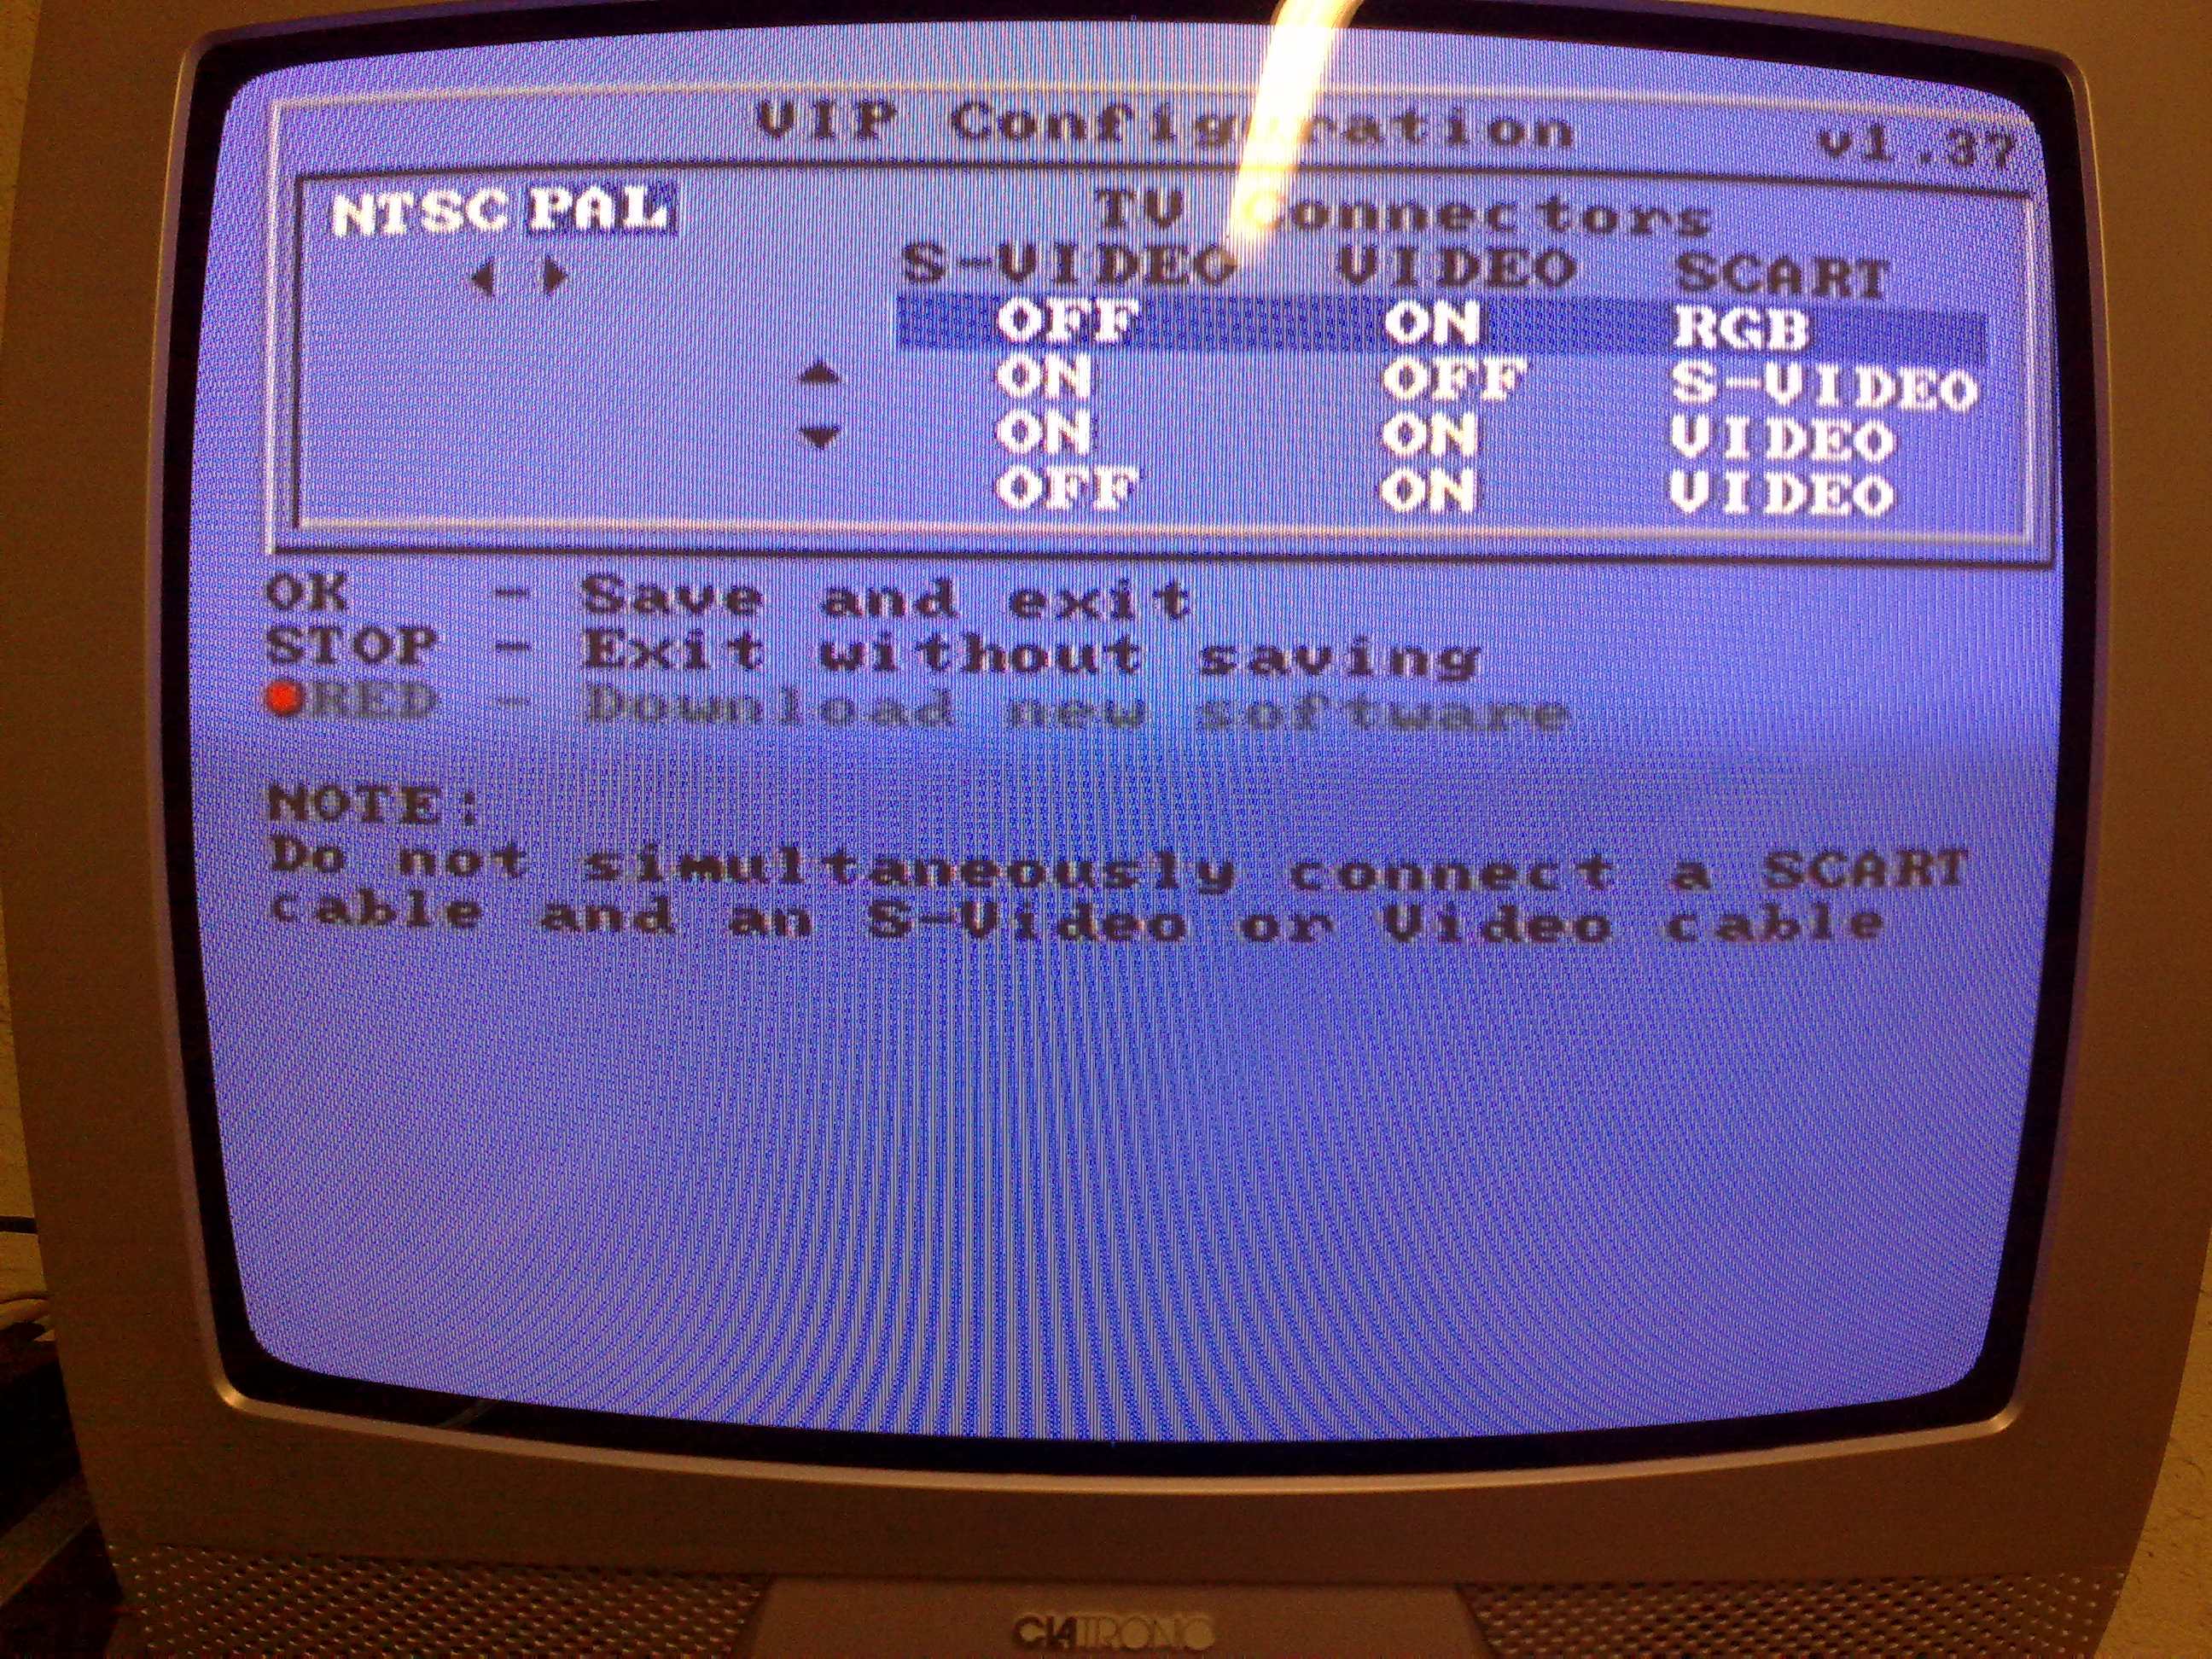 VIP Configuration v1.37
NTSC PAL TV Connectors
S-VIDEO VIDEO SCART
OFF ON RGB
ON OFF S-VIDEO
ON ON VIDEO
OFF ON VIDEO
OK - Save and exit
STOP - Exit without saving
RED - Download new software
NOTE:
Do not simultaneously connect a SCART
cable and an S-Video or Video cable
CLATRONIC